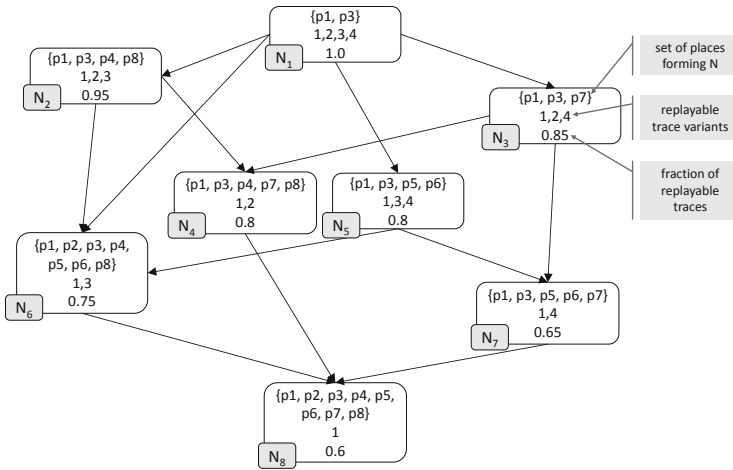 {p1, p3}
1,2,3,4
1.0
N1
{p1, p3, p4, p8}
1,2,3
0.95
N2
{p1, p3, p7}
1,2,4
0.85
N3
set of places
forming N
replayable
trace variants
fraction of
replayable
traces
{p1, p3, p4, p7, p8}
1,2
0.8
N4
{p1, p3, p5, p6}
1,3,4
0.8
N5
{p1, p2, p3, p4,
p5, p6, p8}
1,3
0.75
N6
{p1, p3, p5, p6, p7}
1,4
0.65
N7
{p1, p2, p3, p4, p5,
p6, p7, p8}
1
0.6
N8